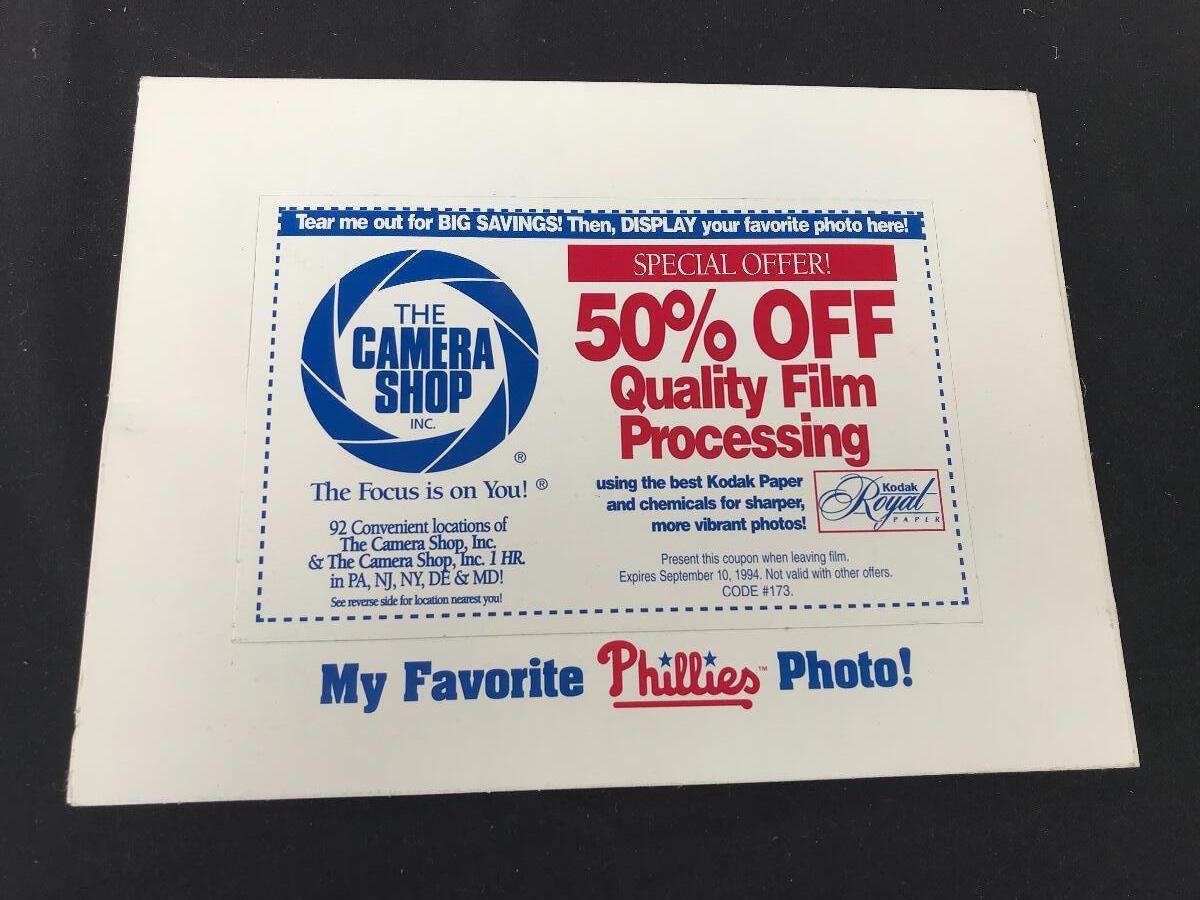 Tear me out for BIG SAVINGS! Then, DISPLAY your favorite photo here!
THE
CAMERA
SHOP
INC.
®
The Focus is on You! ®
92 Convenient locations of
The Camera Shop, Inc.
& The Camera Shop, Inc. 1 HR.
in PA, NJ, NY, DE & MD!
See reverse side for location nearest you!
SPECIAL OFFER!
50% OFF
Quality Film
Processing
using the best Kodak Paper
and chemicals for sharper,
more vibrant photos!
Kodak
Royal
PAPER
Present this coupon when leaving film.
Expires September 10, 1994. Not valid with other offers.
CODE #173.
My Favorite Phillies™ Photo!